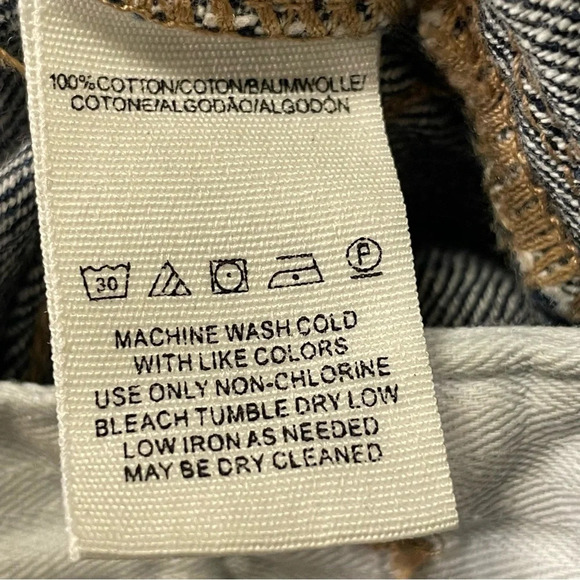 100%COTTON/COTON/BAUMWOLLE/
COTONE/ALGODÃO/ALGODÓN
30 P
MACHINE WASH COLD
WITH LIKE COLORS
USE ONLY NON-CHLORINE
BLEACH TUMBLE DRY LOW
LOW IRON AS NEEDED
MAY BE DRY CLEANED